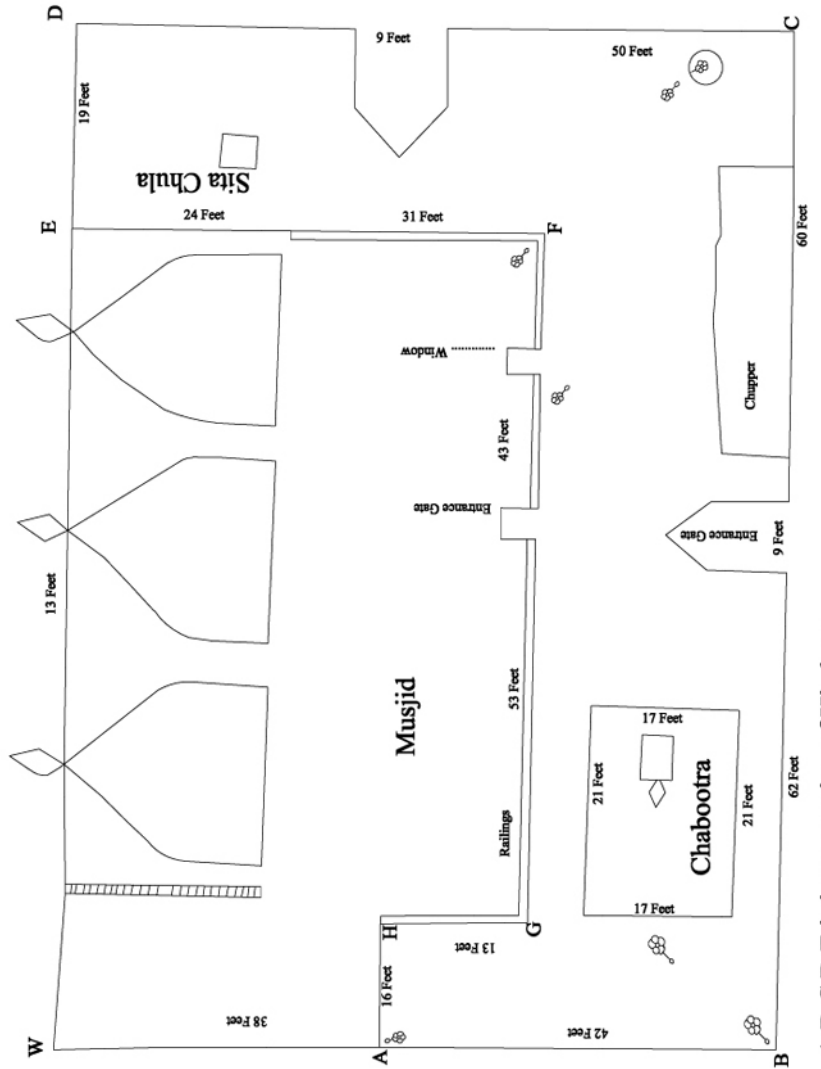 D
C
9 Feet
50 Feet
19 Feet
Sita Chula
E
24 Feet
31 Feet
F
60 Feet
Window
Chupper
43 Feet
Entrance Gate
Entrance Gate
9 Feet
13 Feet
Musjid
53 Feet
17 Feet
21 Feet
21 Feet
Chabootra
62 Feet
Railings
17 Feet
H
G
13 Feet
16 Feet
W
38 Feet
A
42 Feet
B